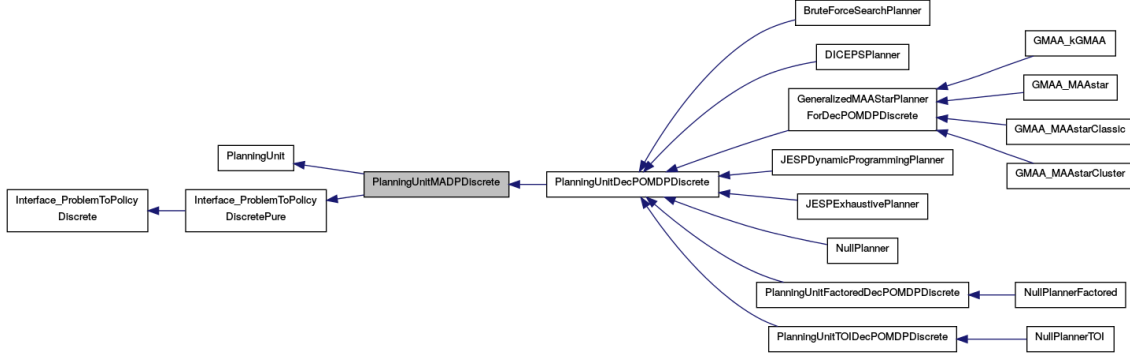 Interface_ProblemToPolicy
Discrete
PlanningUnit
Interface_ProblemToPolicy
DiscretePure
PlanningUnitMADPDiscrete
PlanningUnitDecPOMDPDiscrete
BruteForceSearchPlanner
DICEPSPlanner
GeneralizedMAAStarPlanner
ForDecPOMDPDiscrete
JESPDynamicProgrammingPlanner
JESPExhaustivePlanner
NullPlanner
PlanningUnitFactoredDecPOMDPDiscrete
PlanningUnitTOIDecPOMDPDiscrete
GMAA_kGMAA
GMAA_MAAstar
GMAA_MAAstarClassic
GMAA_MAAstarCluster
NullPlannerFactored
NullPlannerTOI